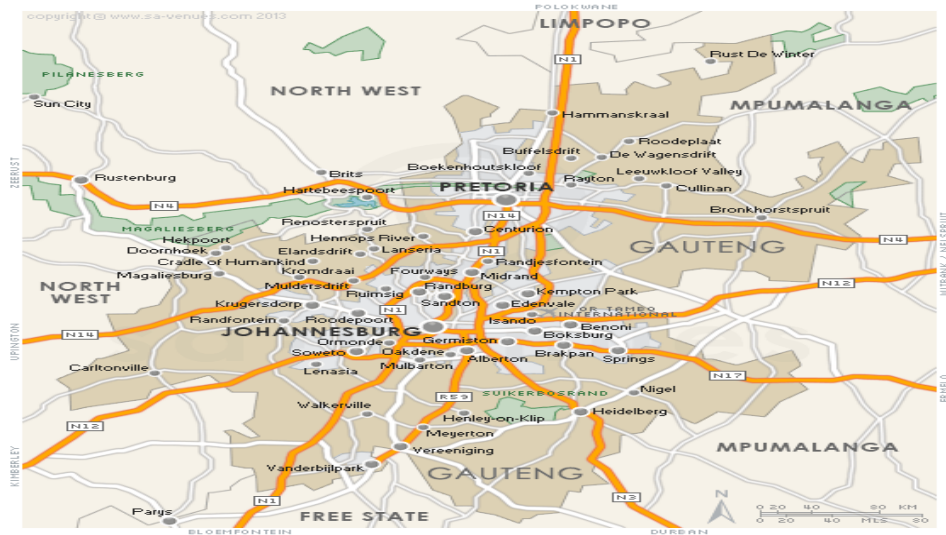 POLOKWANE
copyright @ www.sa-venues.com 2013
LIMPOPO
Rust De Winter
N1
PILANESBERG
NORTH WEST
MPUMALANGA
Sun City
Hammanskraal
Roodeplaat
Buffelsdrift
De Wagensdrift
ZEERUST
Boekenhoutskloof
Leeuwkloof Valley
Rustenburg
Brits
Rayton
Cullinan
Hartebeespoort
PRETORIA
N4
N14
Bronkhorstspruit
MAGALIESBERG
Renosterspruit
Centurion
Hekpoort
Hennops River
N4
Doornhoek
Elandsdrift
Lanseria
N1
GAUTENG
Cradle of Humankind
Randjesfontein
Magaliesburg
Kromdraai
Fourways
Midrand
WITBANK / NELSPRUIT
NORTH
WEST
Muldersdrift
Randburg
N12
Ruimsig
Kempton Park
Krugersdorp
N1
Sandton
Edenvale
Randfontein
Roodepoort
Isando
OR TAMBO
INTERNATIONAL
JOHANNESBURG
Benoni
N14
UPINGTON
Ormonde
Germiston
Boksburg
Soweto
Oakdene
Alberton
Brakpan
Springs
Carltonville
Lenasia
Mulbarton
N17
ERMELO
R59
SUIKERBOSRAND
Nigel
Walkerville
Henley-on-Klip
Heidelberg
N12
Meyerton
KIMBERLEY
Vereeniging
MPUMALANGA
Vanderbijlpark
GAUTENG
N1
N3
N
Parys
FREE STATE
0 20 40 60 KM
0 20 40 MLS 80
BLOEMFONTEIN
DURBAN